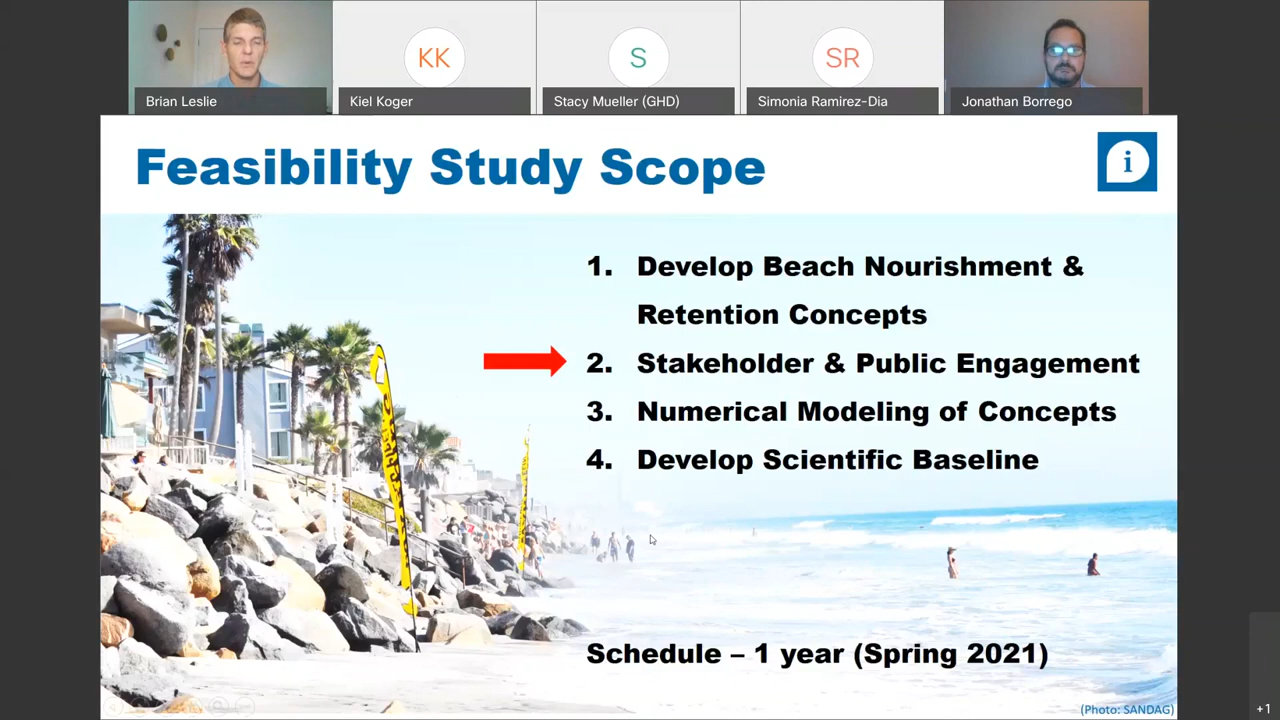 KK
S
SR
Brian Leslie
Kiel Koger
Stacy Mueller (GHD)
Simonia Ramirez-Dia
Jonathan Borrego
Feasibility Study Scope
i
1. Develop Beach Nourishment &
Retention Concepts
2. Stakeholder & Public Engagement
3. Numerical Modeling of Concepts
4. Develop Scientific Baseline
Schedule – 1 year (Spring 2021)
(Photo: SANDAG)
+1